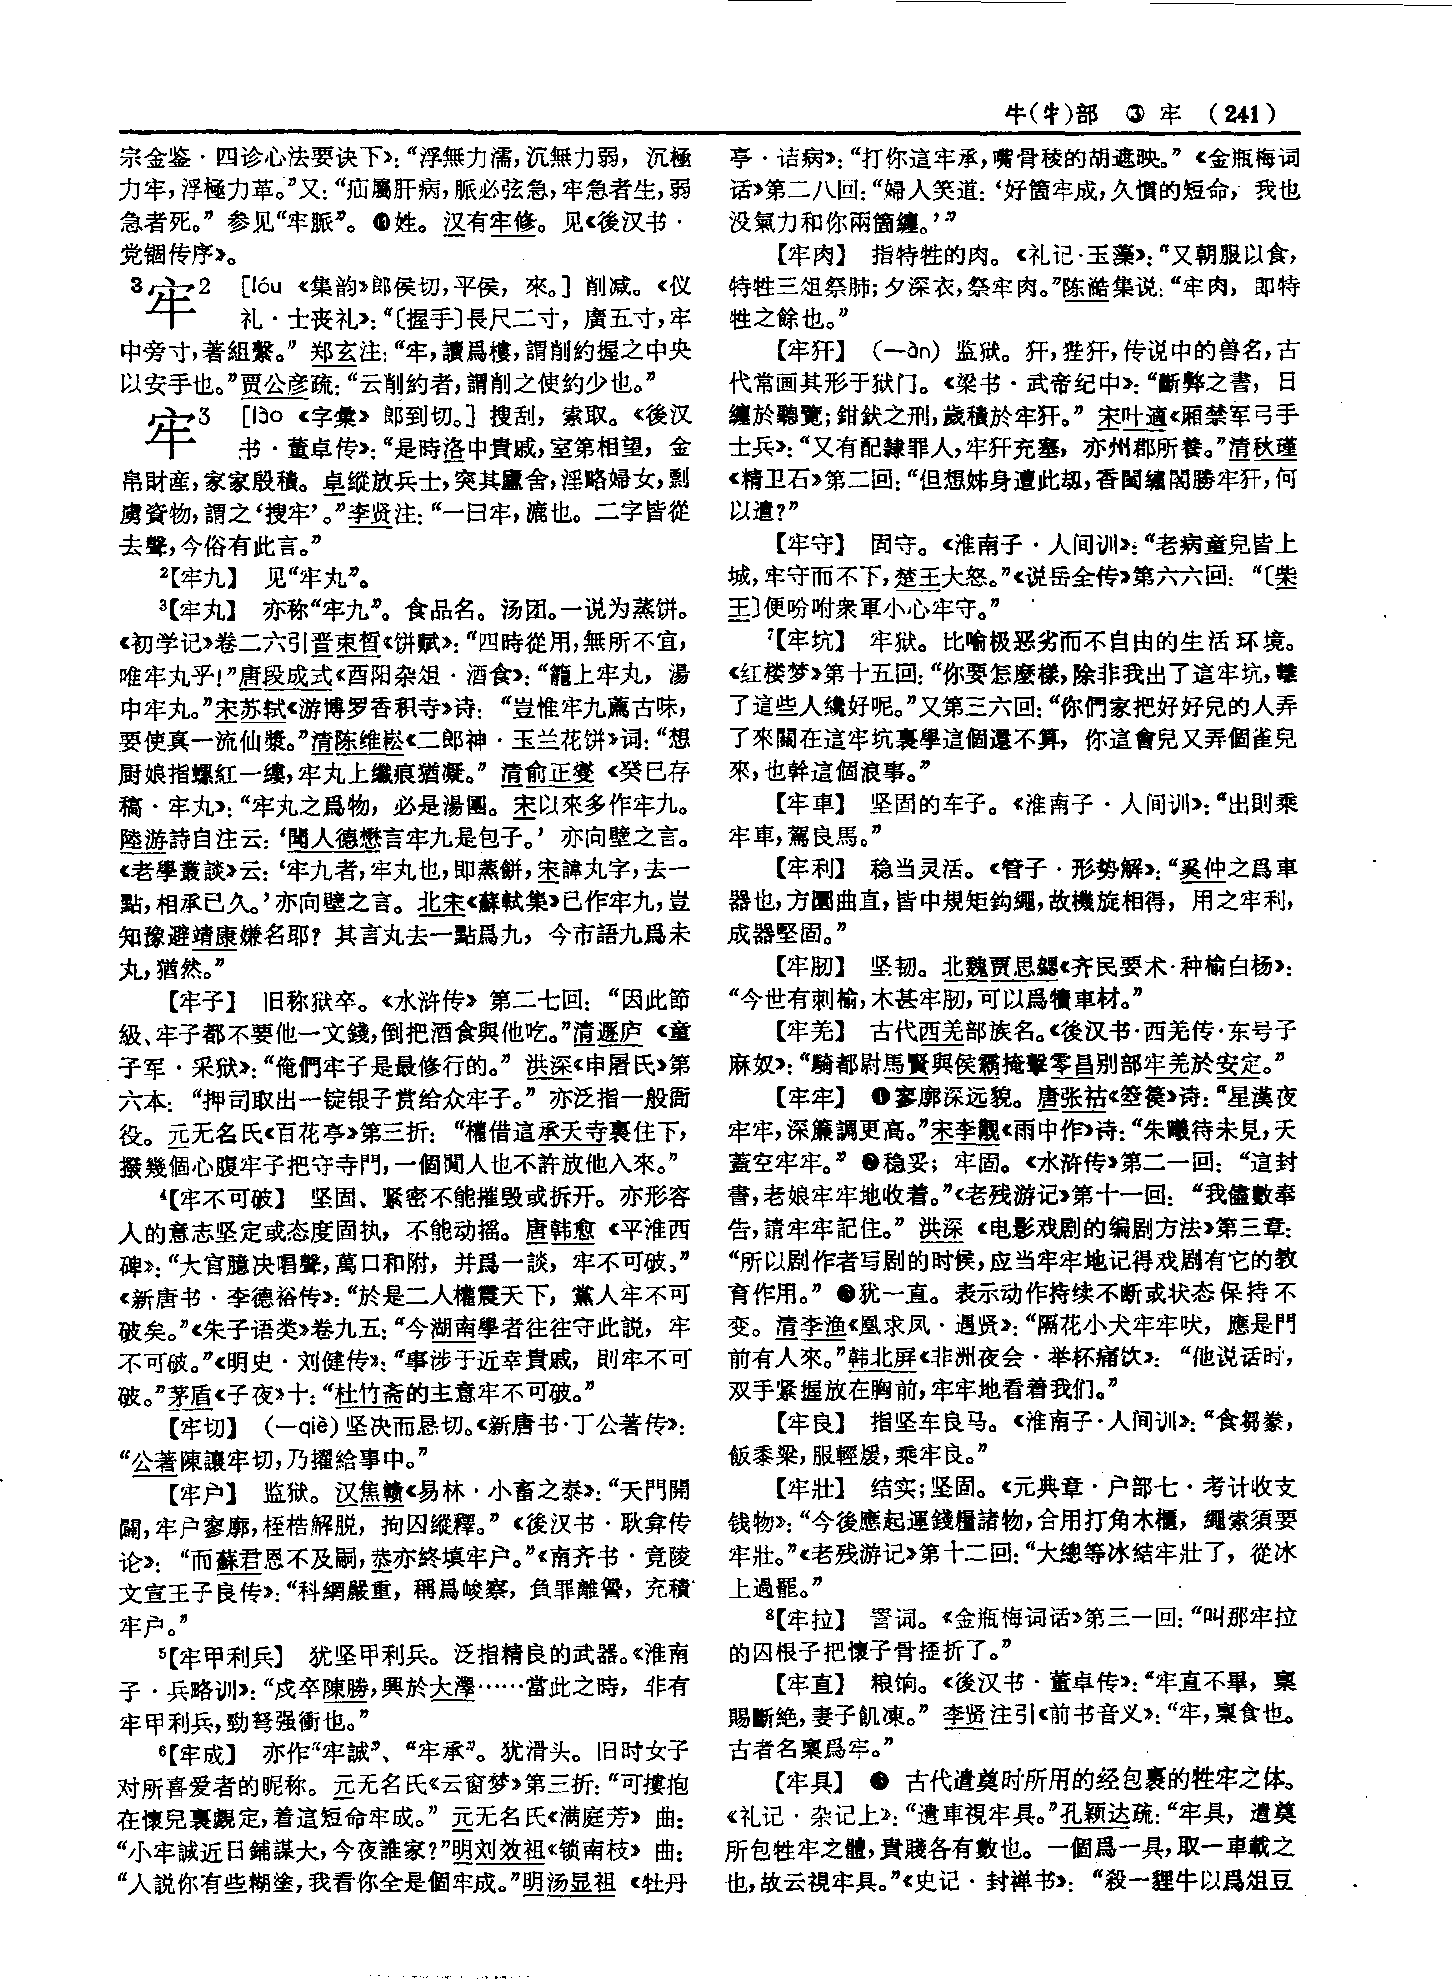 牛(牜)部 ③ 牢 (241)
宗金鉴·四诊心法要诀下》：“浮無力濡，沉無力弱，沉極
力牢，浮極力革。”又：“疝屬肝病，脈必弦急，牢急者生，弱
急者死。”参见“牢脈”。⓫姓。汉有牢修。见《後汉书·
党锢传序》。
3牢2 [lóu 《集韵》郎侯切，平侯，來。] 削减。《仪
礼·士丧礼》：“〔握手〕長尺二寸，廣五寸，牢
中旁寸，著組繫。”郑玄注：“牢，讀爲樓，謂削約握之中央
以安手也。”贾公彦疏：“云削約者，謂削之使約少也。”
牢3 [lào 《字彙》郎到切。] 搜刮，索取。《後汉
书·董卓传》：“是時洛中貴戚，室第相望，金
帛財産，家家殷積。卓縱放兵士，突其廬舍，淫略婦女，剽
虜資物，謂之‘搜牢’。”李贤注：“一曰牢，漉也。二字皆從
去聲，今俗有此言。”
2【牢九】 见“牢丸”。
3【牢丸】 亦称“牢九”。食品名。汤团。一说为蒸饼。
《初学记》卷二六引晋束皙《饼赋》：“四時從用，無所不宜，
唯牢丸乎！”唐段成式《酉阳杂俎·酒食》：“籠上牢丸，湯
中牢丸。”宋苏轼《游博罗香积寺》诗：“豈惟牢九薦古味，
要使真一流仙漿。”清陈维崧《二郎神·玉兰花饼》词：“想
厨娘指螺紅一縷，牢丸上纖痕猶凝。”清俞正燮《癸巳存
稿·牢丸》：“牢丸之爲物，必是湯團。宋以來多作牢九。
陸游詩自注云：‘聞人德懋言牢九是包子。’亦向壁之言。
《老學叢談》云：‘牢九者，牢丸也，即蒸餅，宋諱丸字，去一
點，相承已久。’亦向壁之言。北宋《蘇軾集》已作牢九，豈
知豫避靖康嫌名耶？其言丸去一點爲九，今市語九爲未
丸，猶然。”
【牢子】 旧称狱卒。《水浒传》第二七回：“因此節
級、牢子都不要他一文錢，倒把酒食與他吃。”清遯庐《童
子军·采狱》：“俺們牢子是最修行的。”洪深《申屠氏》第
六本：“押司取出一锭银子赏给众牢子。”亦泛指一般衙
役。元无名氏《百花亭》第三折：“權借這承天寺裏住下，
撥幾個心腹牢子把守寺門，一個閒人也不許放他入來。”
4【牢不可破】 坚固、紧密不能摧毁或拆开。亦形容
人的意志坚定或态度固执，不能动摇。唐韩愈《平淮西
碑》：“大官臆决唱聲，萬口和附，并爲一談，牢不可破。”
《新唐书·李德裕传》：“於是二人權震天下，黨人牢不可
破矣。”《朱子语类》卷九五：“今湖南學者往往守此説，牢
不可破。”《明史·刘健传》：“事涉于近幸貴戚，則牢不可
破。”茅盾《子夜》十：“杜竹斋的主意牢不可破。”
【牢切】 (—qiè) 坚决而恳切。《新唐书·丁公著传》：
“公著陳讓牢切，乃擢給事中。”
【牢户】 监狱。汉焦赣《易林·小畜之泰》：“天門開
闢，牢户寥廓，桎梏解脱，拘囚縱釋。”《後汉书·耿弇传
论》：“而蘇君恩不及嗣，恭亦終填牢户。”《南齐书·竟陵
文宣王子良传》：“科網嚴重，稱爲峻察，負罪離愆，充積
牢户。”
5【牢甲利兵】 犹坚甲利兵。泛指精良的武器。《淮南
子·兵略训》：“戍卒陳勝，興於大澤……當此之時，非有
牢甲利兵，勁弩强衝也。”
6【牢成】 亦作“牢誠”、“牢承”。犹滑头。旧时女子
对所喜爱者的昵称。元无名氏《云窗梦》第三折：“可摟抱
在懷兒裏覷定，着這短命牢成。”元无名氏《满庭芳》曲：
“小牢誠近日鋪謀大，今夜誰家？”明刘效祖《锁南枝》曲：
“人説你有些糊塗，我看你全是個牢成。”明汤显祖《牡丹
亭·诘病》：“打你這牢承，嘴骨稜的胡遮映。”《金瓶梅词
话》第二八回：“婦人笑道：‘好箇牢成，久慣的短命，我也
没氣力和你兩箇纏。’”
【牢肉】 指特牲的肉。《礼记·玉藻》：“又朝服以食，
特牲三俎祭肺；夕深衣，祭牢肉。”陈澔集说：“牢肉，即特
牲之餘也。”
【牢犴】 (—àn) 监狱。犴，狴犴，传说中的兽名，古
代常画其形于狱门。《梁书·武帝纪中》：“斷弊之書，日
纏於聽覽；鉗釱之刑，歲積於牢犴。”宋叶適《厢禁军弓手
士兵》：“又有配隸罪人，牢犴充塞，亦州郡所養。”清秋瑾
《精卫石》第二回：“但想姊身遭此劫，香閨繡閣勝牢犴，何
以遣？”
【牢守】 固守。《淮南子·人间训》：“老病童兒皆上
城，牢守而不下，楚王大怒。”《说岳全传》第六六回：“〔柴
王〕便吩咐衆軍小心牢守。”
7【牢坑】 牢狱。比喻极恶劣而不自由的生活环境。
《红楼梦》第十五回：“你要怎麽樣，除非我出了這牢坑，離
了這些人纔好呢。”又第三六回：“你們家把好好兒的人弄
了來關在這牢坑裏學這個還不算，你這會兒又弄個雀兒
來，也幹這個浪事。”
【牢車】 坚固的车子。《淮南子·人间训》：“出則乘
牢車，駕良馬。”
【牢利】 稳当灵活。《管子·形势解》：“奚仲之爲車
器也，方圜曲直，皆中規矩鈎繩，故機旋相得，用之牢利，
成器堅固。”
【牢肕】 坚韧。北魏贾思勰《齐民要术·种榆白杨》：
“今世有刺榆，木甚牢肕，可以爲犢車材。”
【牢羌】 古代西羌部族名。《後汉书·西羌传·东号子
麻奴》：“騎都尉馬賢與侯霸掩擊零昌别部牢羌於安定。”
【牢牢】 ❶寥廓深远貌。唐张祜《箜篌》诗：“星漢夜
牢牢，深簾調更高。”宋李觏《雨中作》诗：“朱曦待未見，天
蓋空牢牢。”❷稳妥；牢固。《水浒传》第二一回：“這封
書，老娘牢牢地收着。”《老残游记》第十一回：“我儘數奉
告，請牢牢記住。”洪深《电影戏剧的编剧方法》第三章：
“所以剧作者写剧的时候，应当牢牢地记得戏剧有它的教
育作用。”❸犹一直。表示动作持续不断或状态保持不
变。清李渔《凰求凤·遇贤》：“隔花小犬牢牢吠，應是門
前有人來。”韩北屏《非洲夜会·举杯痛饮》：“他说话时，
双手紧握放在胸前，牢牢地看着我们。”
【牢良】 指坚车良马。《淮南子·人间训》：“食芻豢，
飯黍粱，服輕煖，乘牢良。”
【牢壯】 结实；坚固。《元典章·户部七·考计收支
钱物》：“今後應起運錢糧諸物，合用打角木櫃，繩索須要
牢壯。”《老残游记》第十二回：“大總等冰結牢壯了，從冰
上過罷。”
8【牢拉】 詈词。《金瓶梅词话》第三一回：“叫那牢拉
的囚根子把懷子骨𢱉折了。”
【牢直】 粮饷。《後汉书·董卓传》：“牢直不畢，稟
賜斷絶，妻子飢凍。”李贤注引《前书音义》：“牢，稟食也。
古者名稟爲牢。”
【牢具】 ❶ 古代遣奠时所用的经包裹的牲牢之体。
《礼记·杂记上》：“遣車視牢具。”孔颖达疏：“牢具，遣奠
所包牲牢之體，貴賤各有數也。一個爲一具，取一車載之
也，故云視牢具。”《史记·封禅书》：“殺一貍牛以爲俎豆